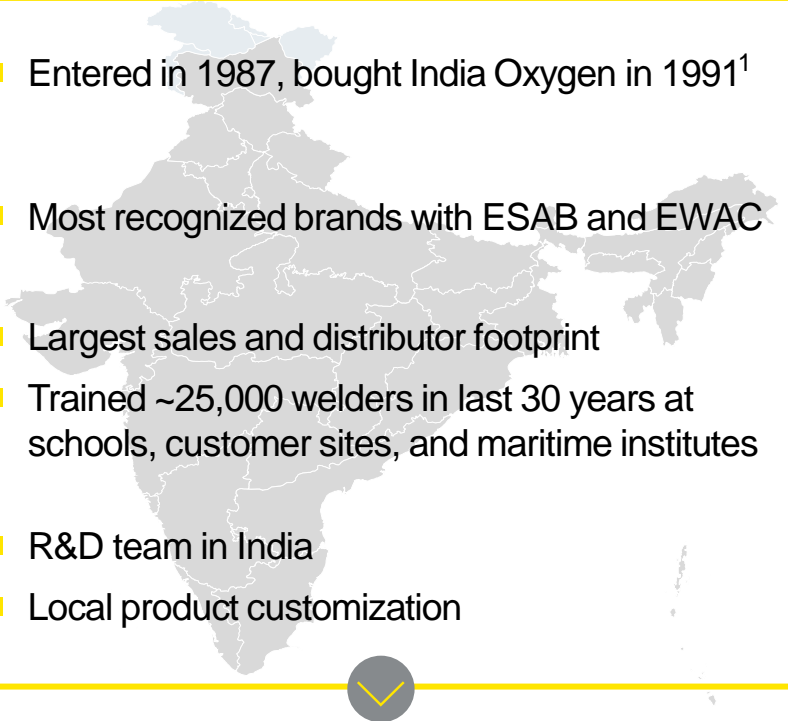 Entered in 1987, bought India Oxygen in 1991¹
Most recognized brands with ESAB and EWAC
Largest sales and distributor footprint
Trained ~25,000 welders in last 30 years at
schools, customer sites, and maritime institutes
R&D team in India
Local product customization